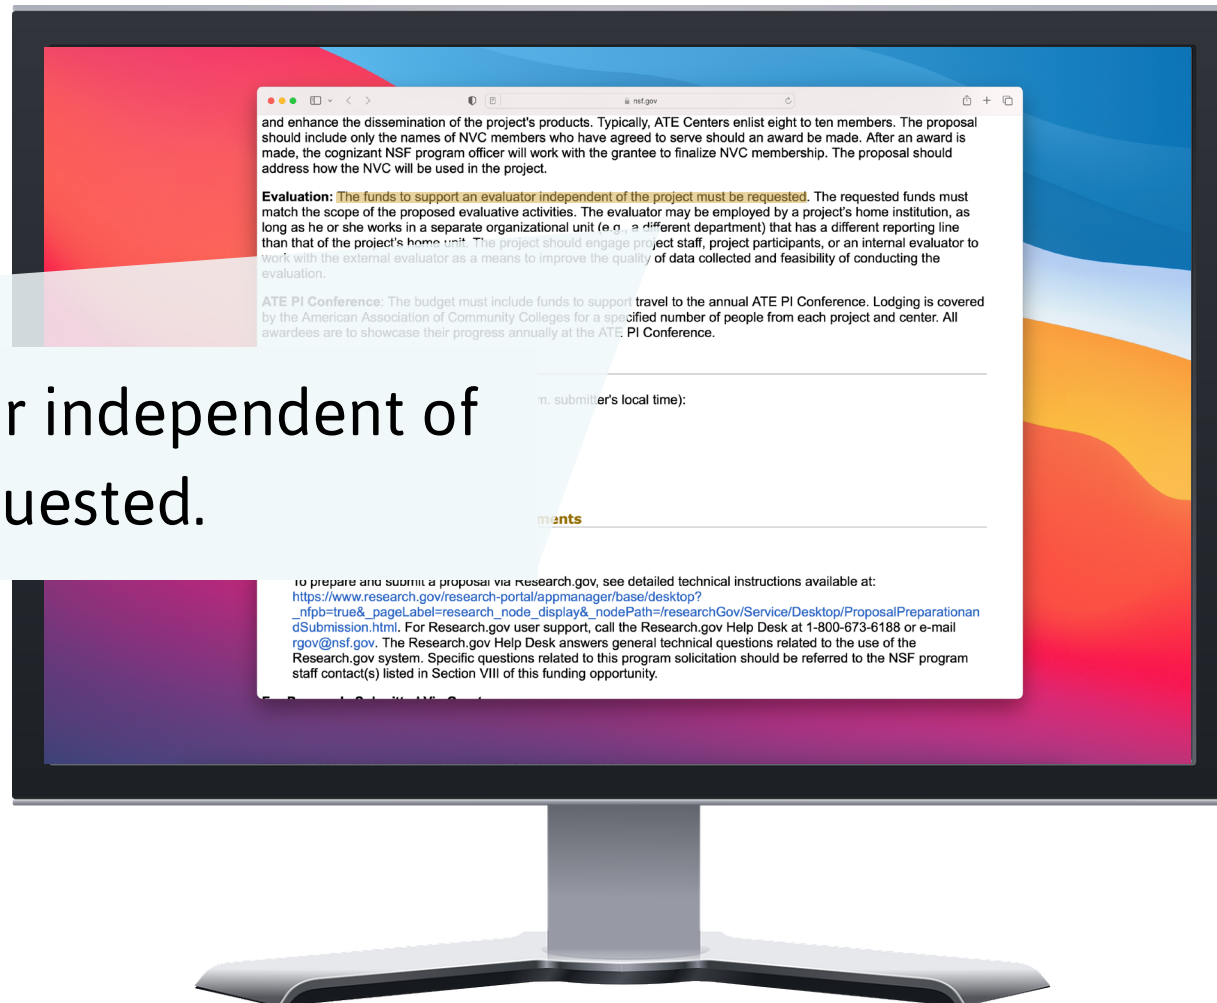 nsf.gov
and enhance the dissemination of the project's products. Typically, ATE Centers enlist eight to ten members. The proposal
should include only the names of NVC members who have agreed to serve should an award be made. After an award is
made, the cognizant NSF program officer will work with the grantee to finalize NVC membership. The proposal should
address how the NVC will be used in the project.
Evaluation: The funds to support an evaluator independent of the project must be requested. The requested funds must
match the scope of the proposed evaluative activities. The evaluator may be employed by a project's home institution, as
long as he or she works in a separate organizational unit (e.g., a different department) that has a different reporting line
than that of the project's home unit. The project should engage project staff, project participants, or an internal evaluator to
work with the external evaluator as a means to improve the quality of data collected and feasibility of conducting the
evaluation.
ATE PI Conference: The budget must include funds to support travel to the annual ATE PI Conference. Lodging is covered
by the American Association of Community Colleges for a specified number of people from each project and center. All
awardees are to showcase their progress annually at the ATE PI Conference.
r independent of
uested.
m. submitter's local time):
ments
To prepare and submit a proposal via Research.gov, see detailed technical instructions available at:
https://www.research.gov/research-portal/appmanager/base/desktop?
_nfpb=true&_pageLabel=research_node_display&_nodePath=/researchGov/Service/Desktop/ProposalPreparationan
dSubmission.html. For Research.gov user support, call the Research.gov Help Desk at 1-800-673-6188 or e-mail
rgov@nsf.gov. The Research.gov Help Desk answers general technical questions related to the use of the
Research.gov system. Specific questions related to this program solicitation should be referred to the NSF program
staff contact(s) listed in Section VIII of this funding opportunity.